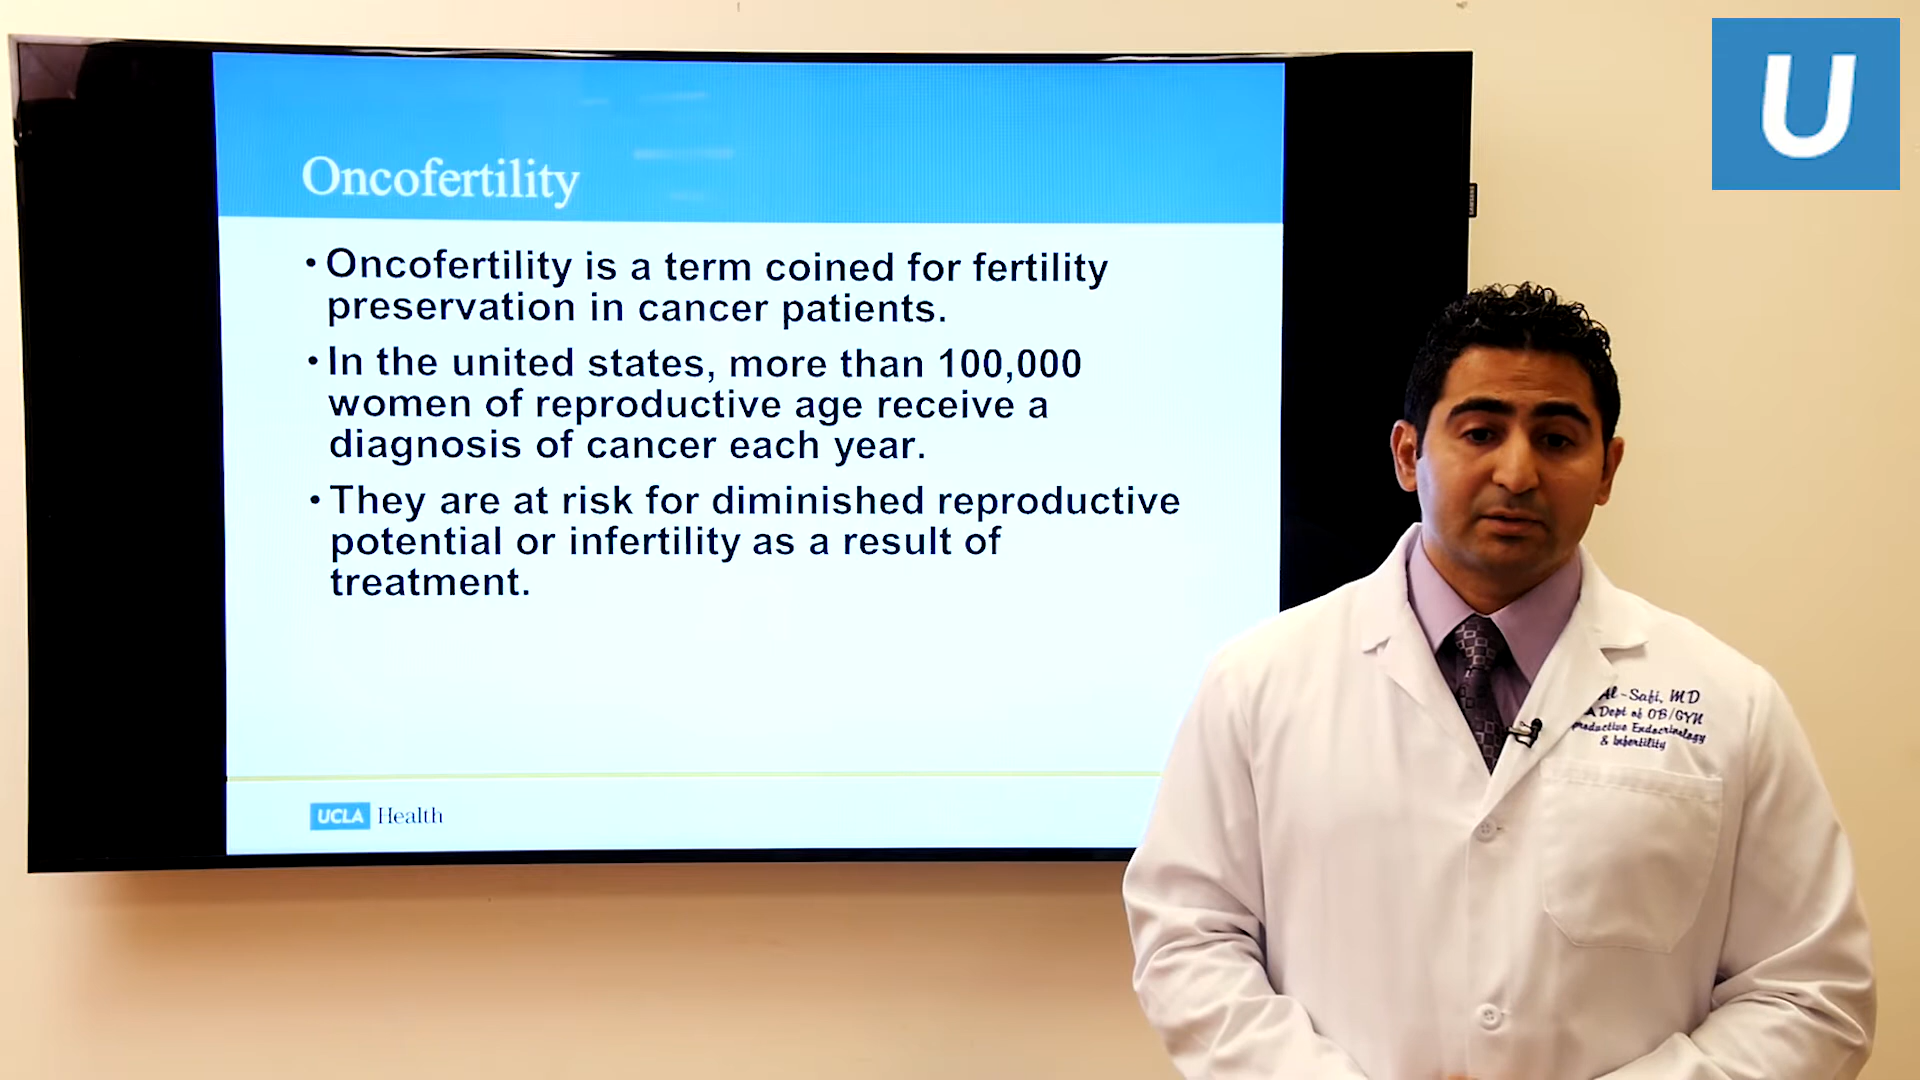 U
Oncofertility
• Oncofertility is a term coined for fertility
preservation in cancer patients.
• In the united states, more than 100,000
women of reproductive age receive a
diagnosis of cancer each year.
• They are at risk for diminished reproductive
potential or infertility as a result of
treatment.
UCLA Health
Al-Safi, MD
Dept of OB/GYN
Endocrinology
& Infertility